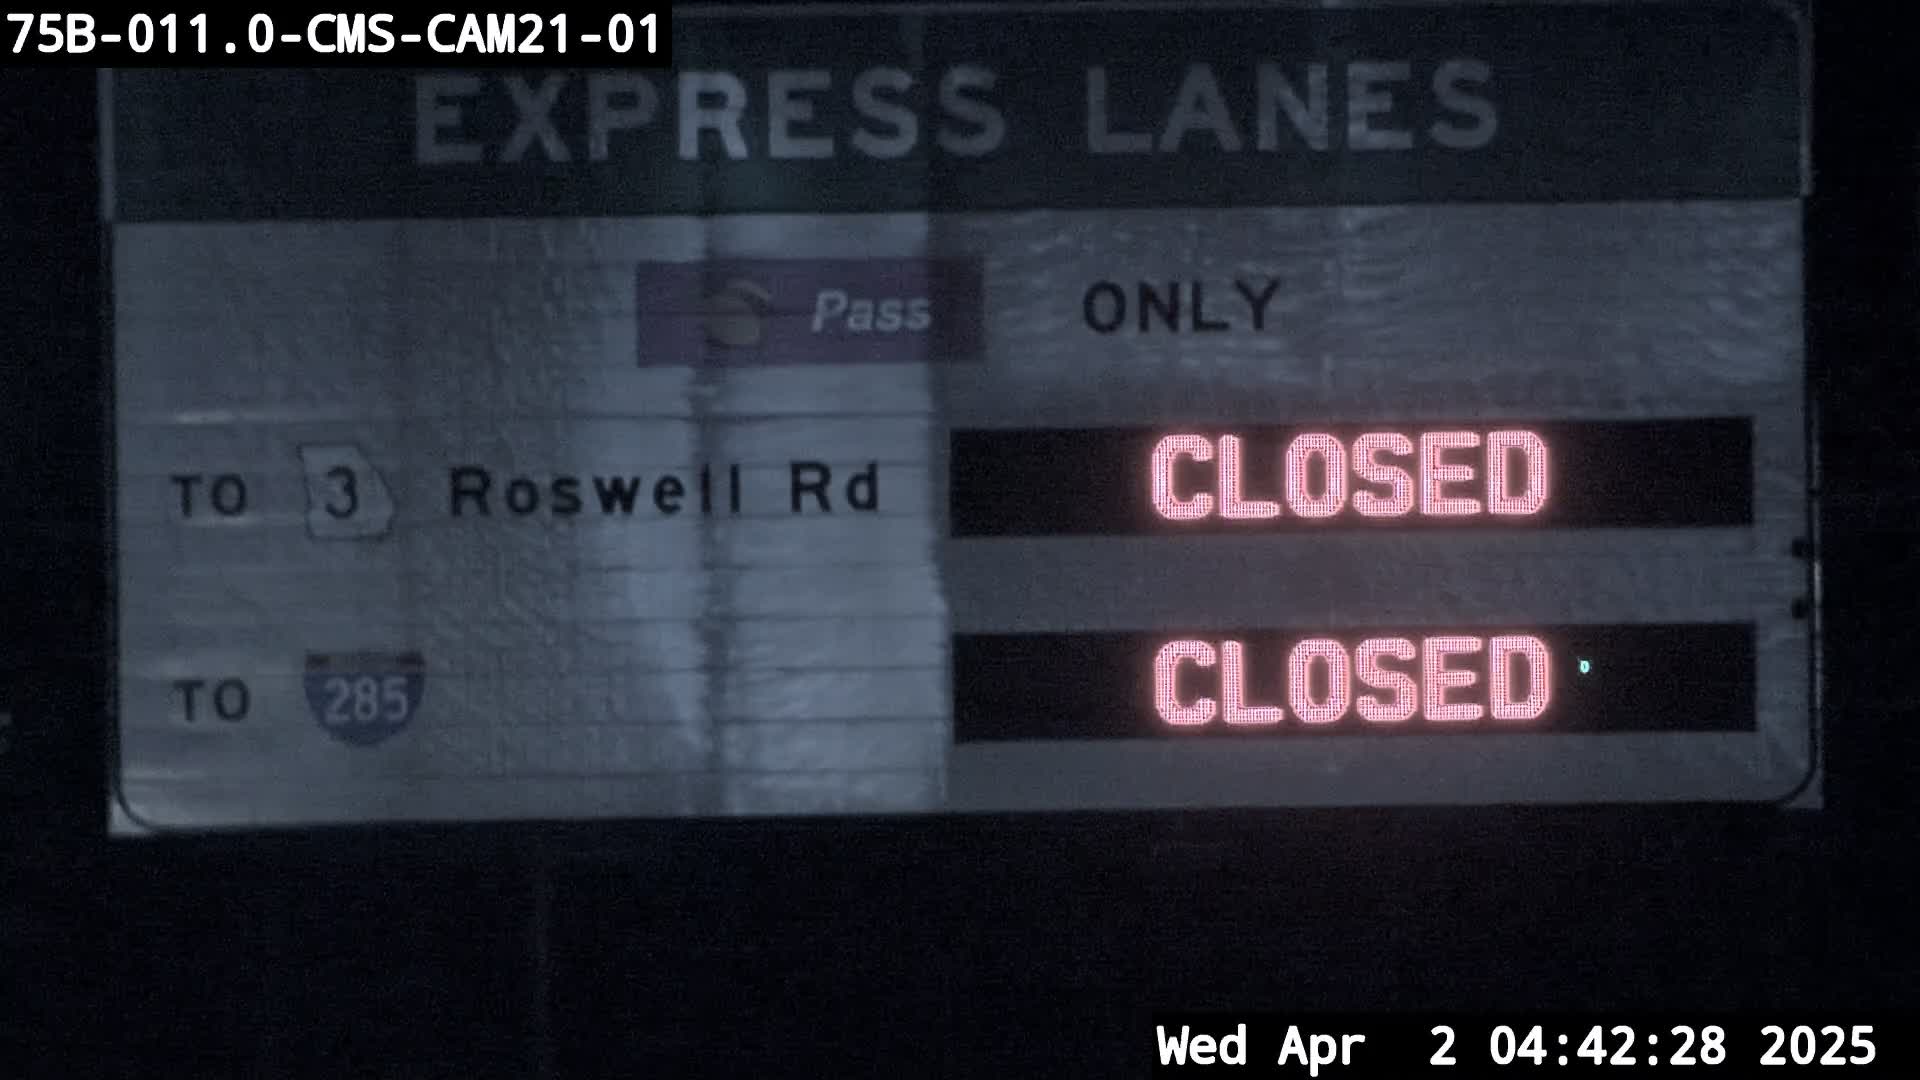 75B-011.0-CMS-CAM21-01
EXPRESS LANES
Pass ONLY
TO 3 Roswell Rd CLOSED
TO 285 CLOSED
Wed Apr  2 04:42:28 2025